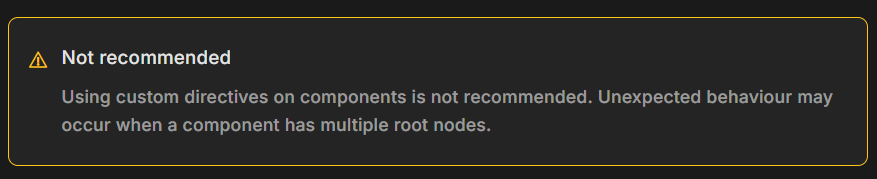 Not recommended
Using custom directives on components is not recommended. Unexpected behaviour may
occur when a component has multiple root nodes.